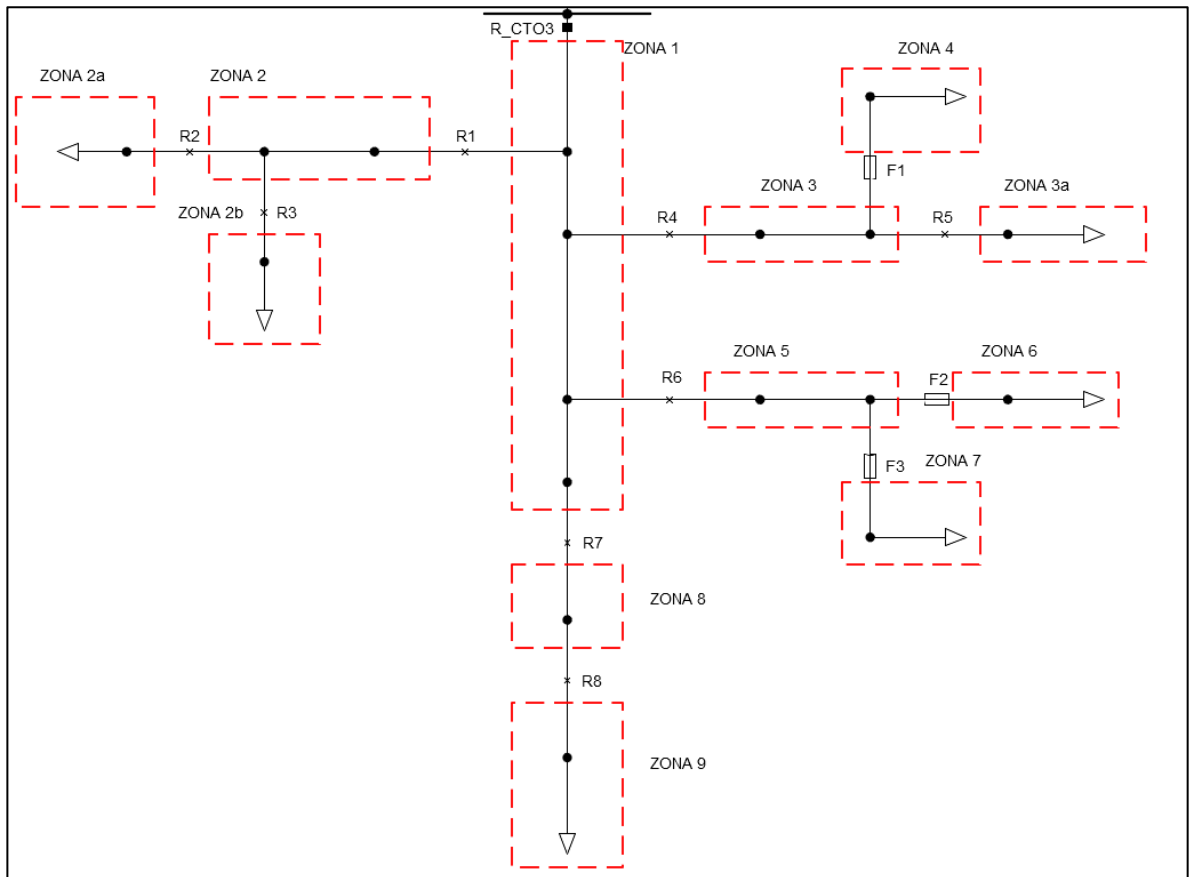 R_CTO3
ZONA 1
ZONA 4
ZONA 2a
ZONA 2
R2
R1
F1
ZONA 3
ZONA 3a
ZONA 2b
R3
R4
R5
ZONA 5
ZONA 6
R6
F2
F3
ZONA 7
R7
ZONA 8
R8
ZONA 9